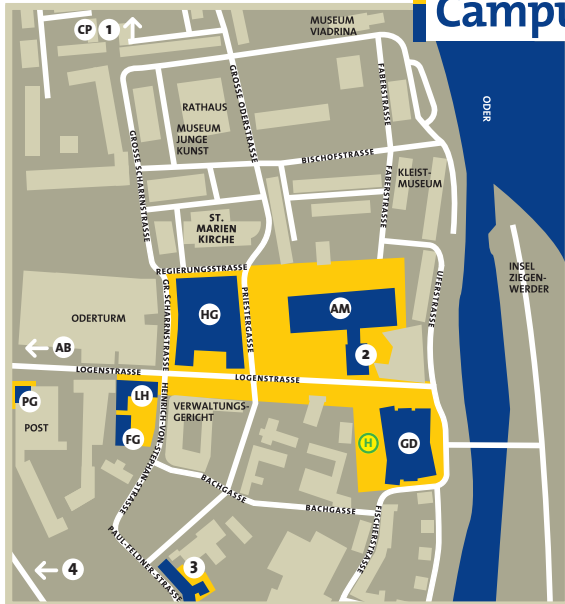 Campu
CP 1
MUSEUM
VIADRINA
GROSSE ODERSTRASSE
FABERSTRASSE
ODER
RATHAUS
MUSEUM
JUNGE
KUNST
GROSSE SCHARRNSTRASSE
BISCHOFSTRASSE
FABERSTRASSE
KLEIST-
MUSEUM
ST.
MARIEN
KIRCHE
REGIERUNGSSTRASSE
INSEL
ZIEGEN-
WERDER
UFERSTRASSE
GR.SCHARRNSTRASSE
PRIESTERGASSE
HG
AM
ODERTURM
AB
2
LOGENSTRASSE
LOGENSTRASSE
PG
LH
HEINRICH-VON-STEPHAN-STRASSE
VERWALTUNGS-
GERICHT
POST
FG
H
GD
BACHGASSE
BACHGASSE
FISCHERSTRASSE
PAUL-FELDNER-STRASSE
4
3